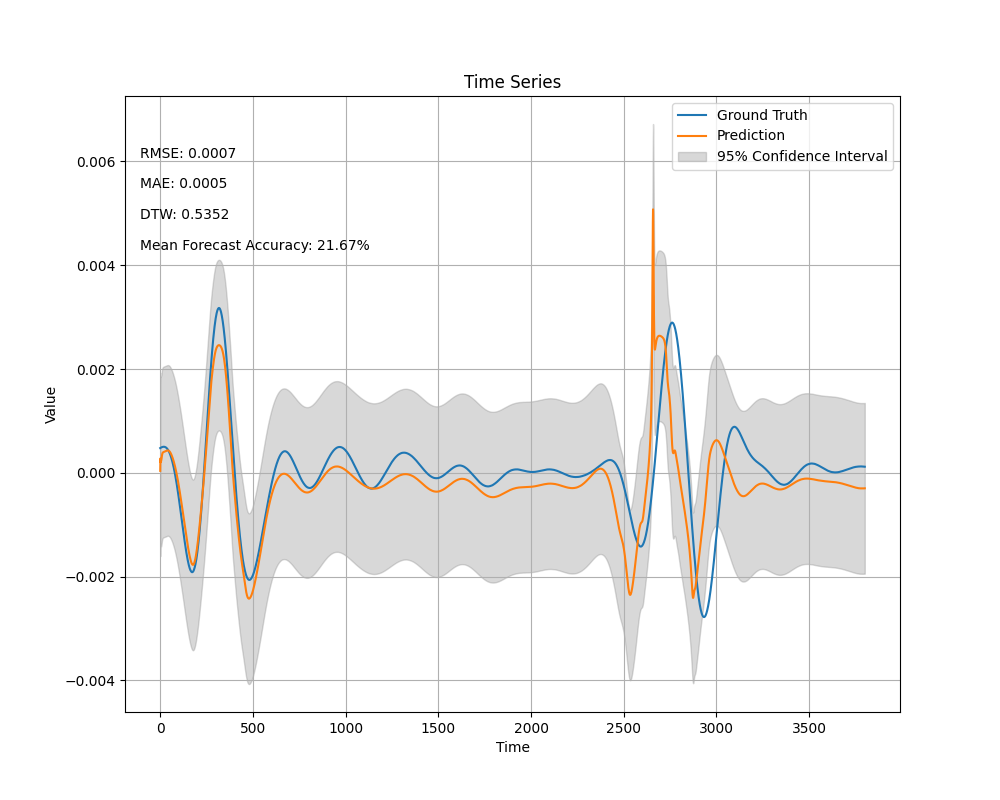 Time Series
Ground Truth
Prediction
95% Confidence Interval
RMSE: 0.0007
MAE: 0.0005
DTW: 0.5352
Mean Forecast Accuracy: 21.67%
0.006
0.004
0.002
0.000
−0.002
−0.004
Value
0 500 1000 1500 2000 2500 3000 3500
Time